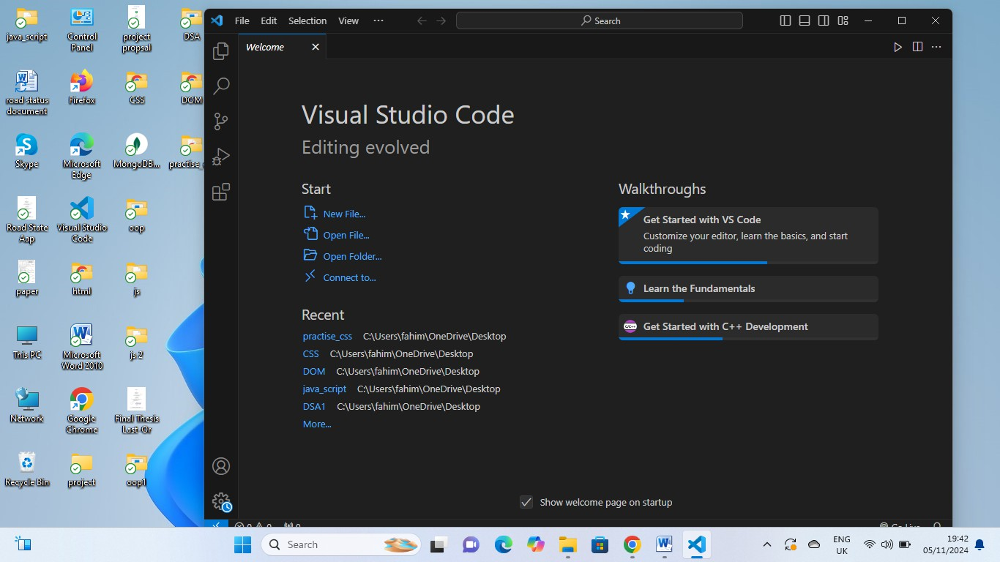 java_script
Control
Panel
project
propsal
DSA
road status
document
Firefox
CSS
DOM
Skype
Microsoft
Edge
MongoDB...
practise_c
Road State
Aap
Visual Studio
Code
oop
paper
html
js
This PC
Microsoft
Word 2010
js 2
Network
Google
Chrome
Final Thesis
Last-Or
Recycle Bin
project
oop1
File Edit Selection View ··· Search
Welcome
Visual Studio Code
Editing evolved
Start
New File...
Open File...
Open Folder...
Connect to...
Recent
practise_css C:\Users\fahim\OneDrive\Desktop
CSS C:\Users\fahim\OneDrive\Desktop
DOM C:\Users\fahim\OneDrive\Desktop
java_script C:\Users\fahim\OneDrive\Desktop
DSA1 C:\Users\fahim\OneDrive\Desktop
More...
Walkthroughs
Get Started with VS Code
Customize your editor, learn the basics, and start
coding
Learn the Fundamentals
C/C++ Get Started with C++ Development
Show welcome page on startup
0 0 0 Go Live
Search
ENG
UK
19:42
05/11/2024